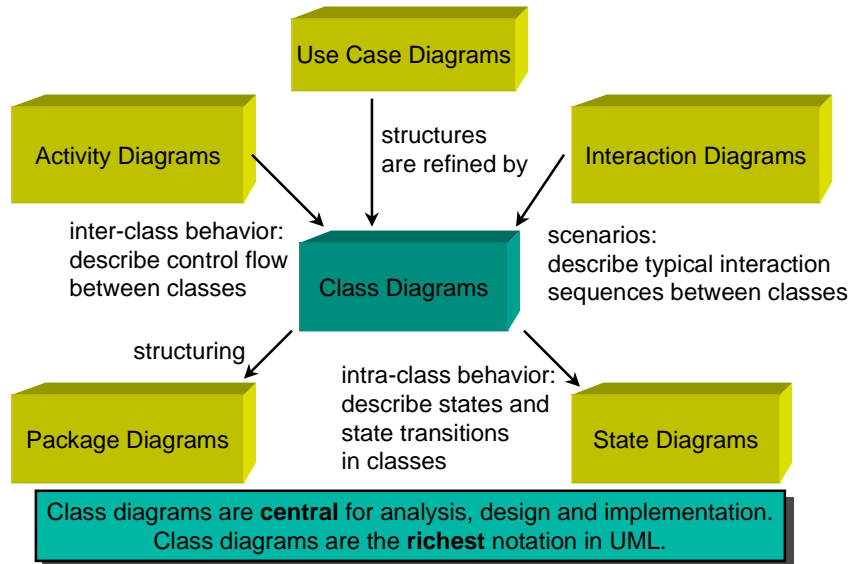 Use Case Diagrams
Activity Diagrams
structures
are refined by
Interaction Diagrams
inter-class behavior:
describe control flow
between classes
Class Diagrams
scenarios:
describe typical interaction
sequences between classes
structuring
intra-class behavior:
describe states and
state transitions
in classes
Package Diagrams
State Diagrams
Class diagrams are central for analysis, design and implementation.
Class diagrams are the richest notation in UML.